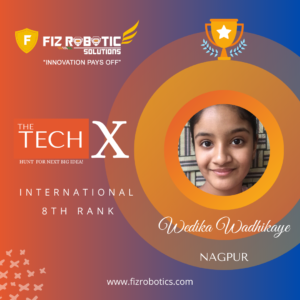 FIZ ROBOTIC
SOLUTIONS
"INNOVATION PAYS OFF"
THE
TECH X
HUNT FOR NEXT BIG IDEA!
INTERNATIONAL
8TH RANK
Wedika Wadhikaye
NAGPUR
www.fizrobotics.com